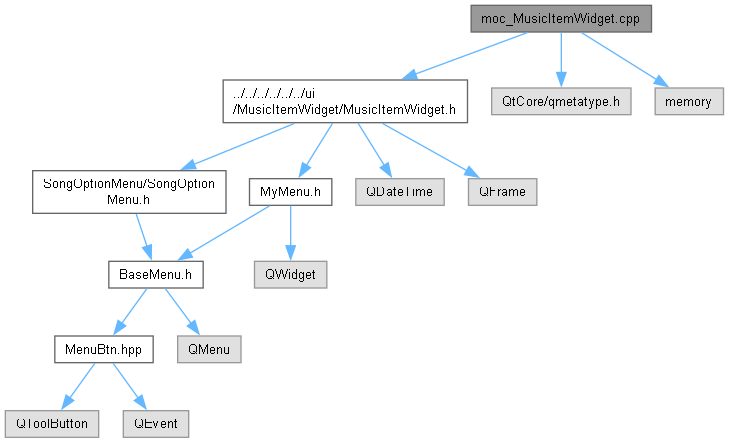 moc_MusicItemWidget.cpp
../../../../../../ui
/MusicItemWidget/MusicItemWidget.h
QtCore/qmetatype.h
memory
SongOptionMenu/SongOption
Menu.h
MyMenu.h
QDateTime
QFrame
BaseMenu.h
QWidget
MenuBtn.hpp
QMenu
QToolButton
QEvent